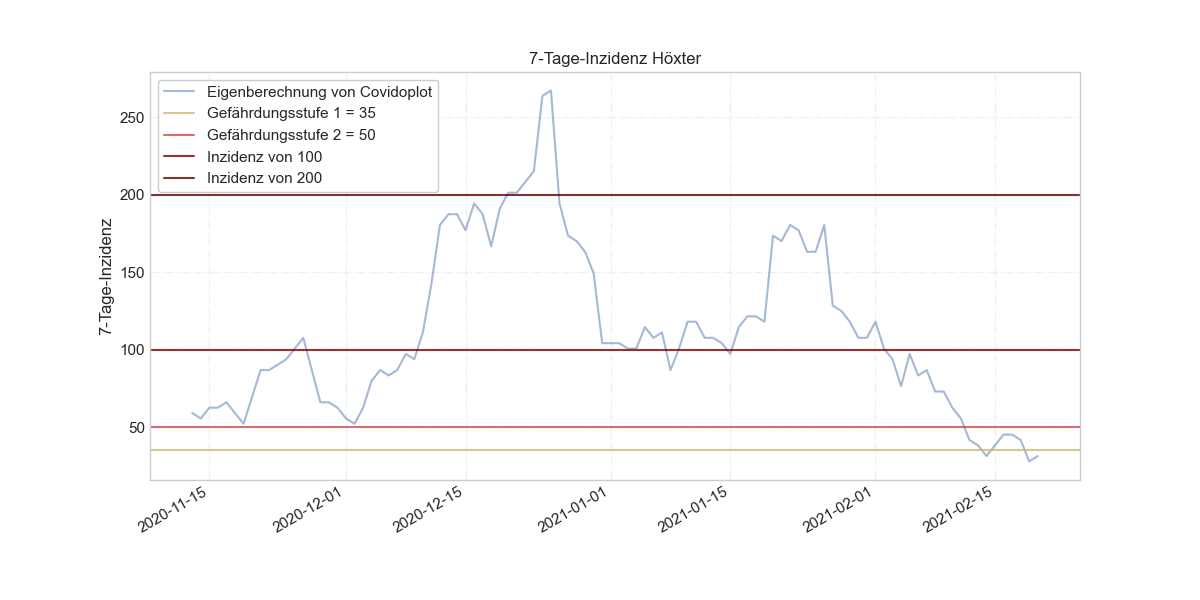 7-Tage-Inzidenz Höxter
Eigenberechnung von Covidoplot
Gefährdungsstufe 1 = 35
Gefährdungsstufe 2 = 50
Inzidenz von 100
Inzidenz von 200
7-Tage-Inzidenz
250
200
150
100
50
2020-11-15
2020-12-01
2020-12-15
2021-01-01
2021-01-15
2021-02-01
2021-02-15